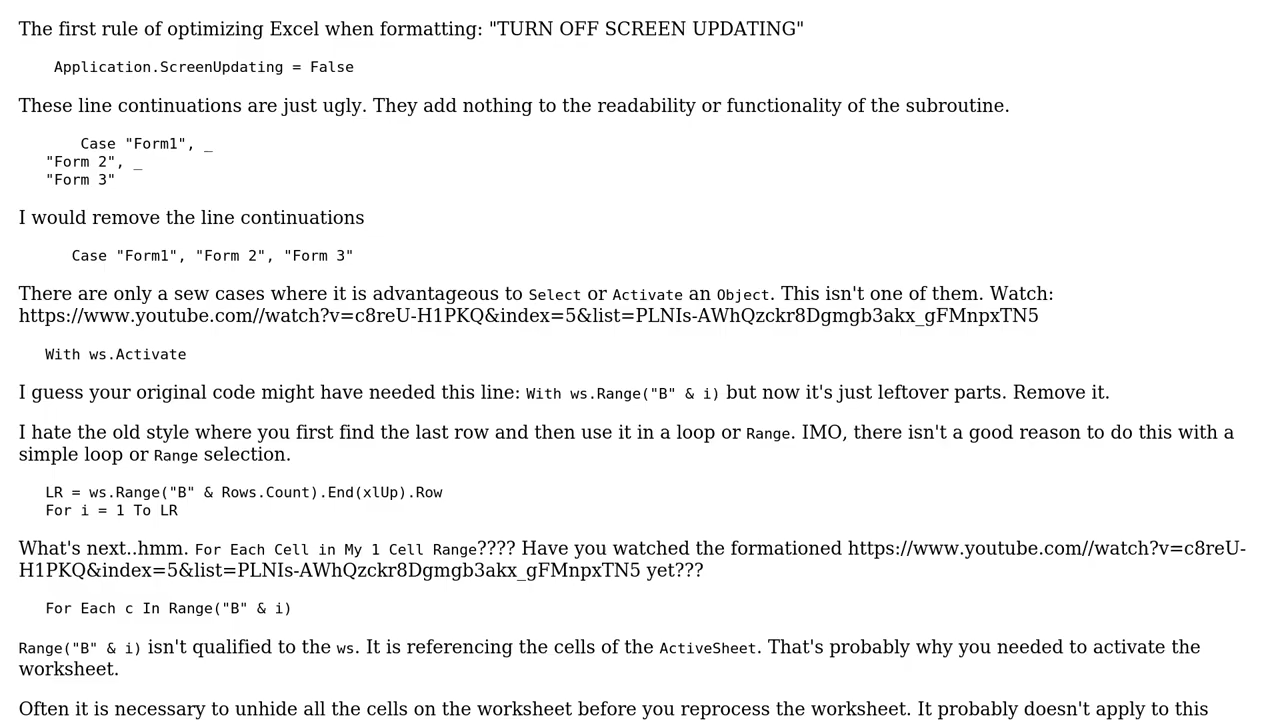 The first rule of optimizing Excel when formatting: "TURN OFF SCREEN UPDATING"
Application.ScreenUpdating = False
These line continuations are just ugly. They add nothing to the readability or functionality of the subroutine.
Case "Form1", _
"Form 2", _
"Form 3"
I would remove the line continuations
Case "Form1", "Form 2", "Form 3"
There are only a sew cases where it is advantageous to Select or Activate an Object. This isn't one of them. Watch:
https://www.youtube.com//watch?v=c8reU-H1PKQ&index=5&list=PLNIs-AWhQzckr8Dgmgb3akx_gFMnpxTN5
With ws.Activate
I guess your original code might have needed this line: With ws.Range("B" & i) but now it's just leftover parts. Remove it.
I hate the old style where you first find the last row and then use it in a loop or Range. IMO, there isn't a good reason to do this with a
simple loop or Range selection.
LR = ws.Range("B" & Rows.Count).End(xlUp).Row
For i = 1 To LR
What's next..hmm. For Each Cell in My 1 Cell Range???? Have you watched the formationed https://www.youtube.com//watch?v=c8reU-
H1PKQ&index=5&list=PLNIs-AWhQzckr8Dgmgb3akx_gFMnpxTN5 yet???
For Each c In Range("B" & i)
Range("B" & i) isn't qualified to the ws. It is referencing the cells of the ActiveSheet. That's probably why you needed to activate the
worksheet.
Often it is necessary to unhide all the cells on the worksheet before you reprocess the worksheet. It probably doesn't apply to this